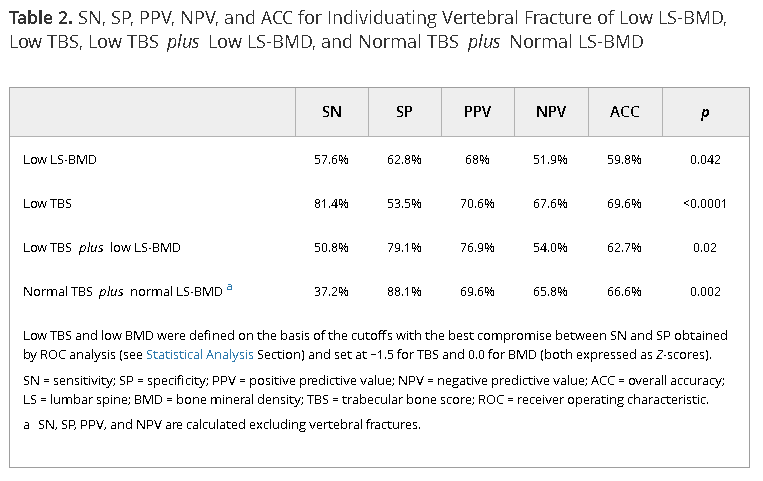 Table 2. SN, SP, PPV, NPV, and ACC for Individuating Vertebral Fracture of Low LS-BMD,
Low TBS, Low TBS plus Low LS-BMD, and Normal TBS plus Normal LS-BMD
SN SP PPV NPV ACC p
Low LS-BMD 57.6% 62.8% 68% 51.9% 59.8% 0.042
Low TBS 81.4% 53.5% 70.6% 67.6% 69.6% <0.0001
Low TBS plus low LS-BMD 50.8% 79.1% 76.9% 54.0% 62.7% 0.02
Normal TBS plus normal LS-BMD a 37.2% 88.1% 69.6% 65.8% 66.6% 0.002
Low TBS and low BMD were defined on the basis of the cutoffs with the best compromise between SN and SP obtained
by ROC analysis (see Statistical Analysis Section) and set at −1.5 for TBS and 0.0 for BMD (both expressed as Z-scores).
SN = sensitivity; SP = specificity; PPV = positive predictive value; NPV = negative predictive value; ACC = overall accuracy;
LS = lumbar spine; BMD = bone mineral density; TBS = trabecular bone score; ROC = receiver operating characteristic.
a SN, SP, PPV, and NPV are calculated excluding vertebral fractures.